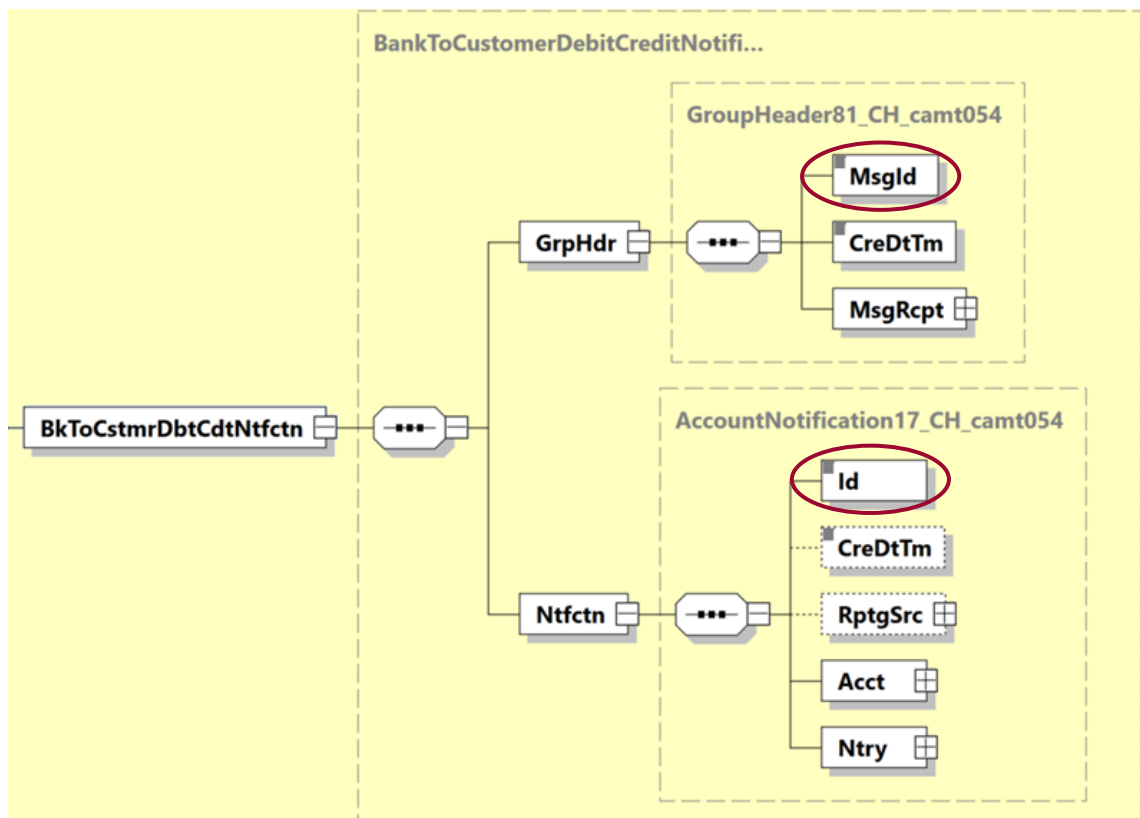 BankToCustomerDebitCreditNotifi...
GroupHeader81_CH_camt054
MsgId
GrpHdr
CreDtTm
MsgRcpt
BkToCstmrDbtCdtNtfctn
AccountNotification17_CH_camt054
Id
CreDtTm
Ntfctn
RptgSrc
Acct
Ntry